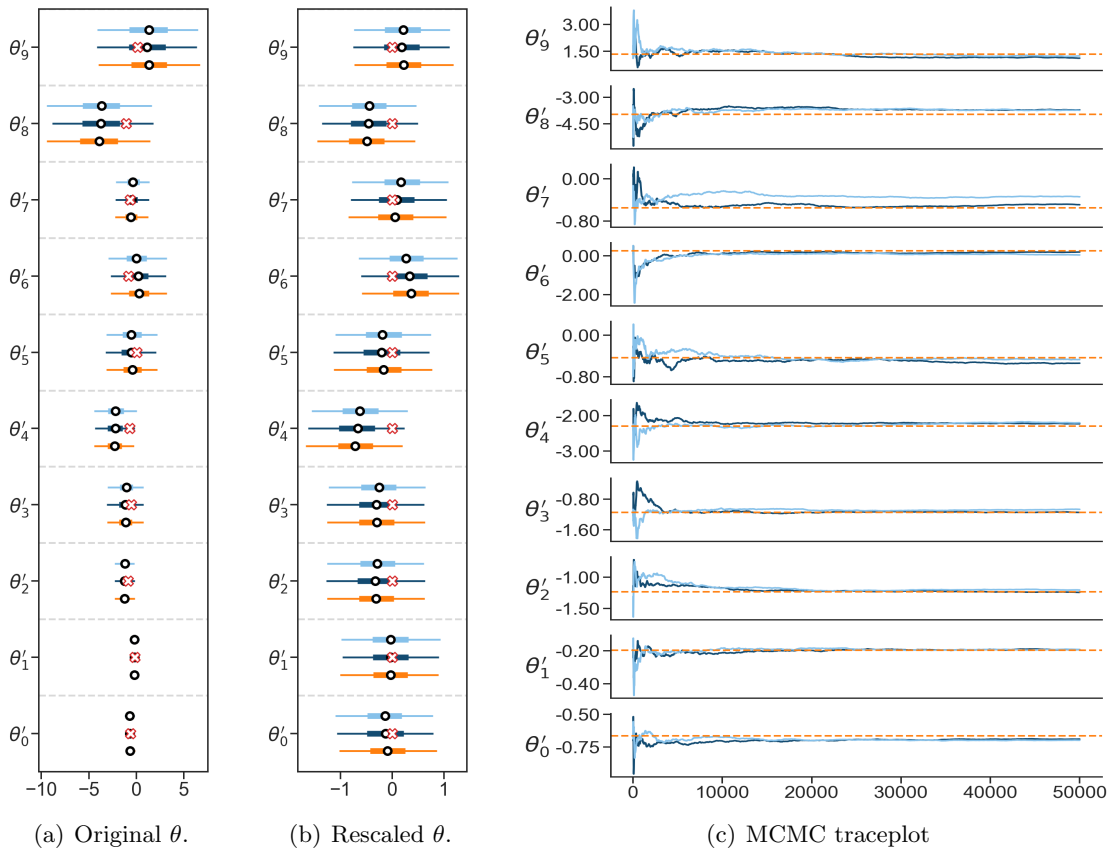 θ′9
θ′8
θ′7
θ′6
θ′5
θ′4
θ′3
θ′2
θ′1
θ′0
−10 −5 0 5
(a) Original θ.
θ′9
θ′8
θ′7
θ′6
θ′5
θ′4
θ′3
θ′2
θ′1
θ′0
−1 0 1
(b) Rescaled θ.
θ′9 3.00
1.50
θ′8 -3.00
-4.50
θ′7 0.00
-0.80
θ′6 0.00
-2.00
θ′5 0.00
-0.80
θ′4 -2.00
-3.00
θ′3 -0.80
-1.60
θ′2 -1.00
-1.50
θ′1 -0.20
-0.40
θ′0 -0.50
-0.75
0 10000 20000 30000 40000 50000
(c) MCMC traceplot